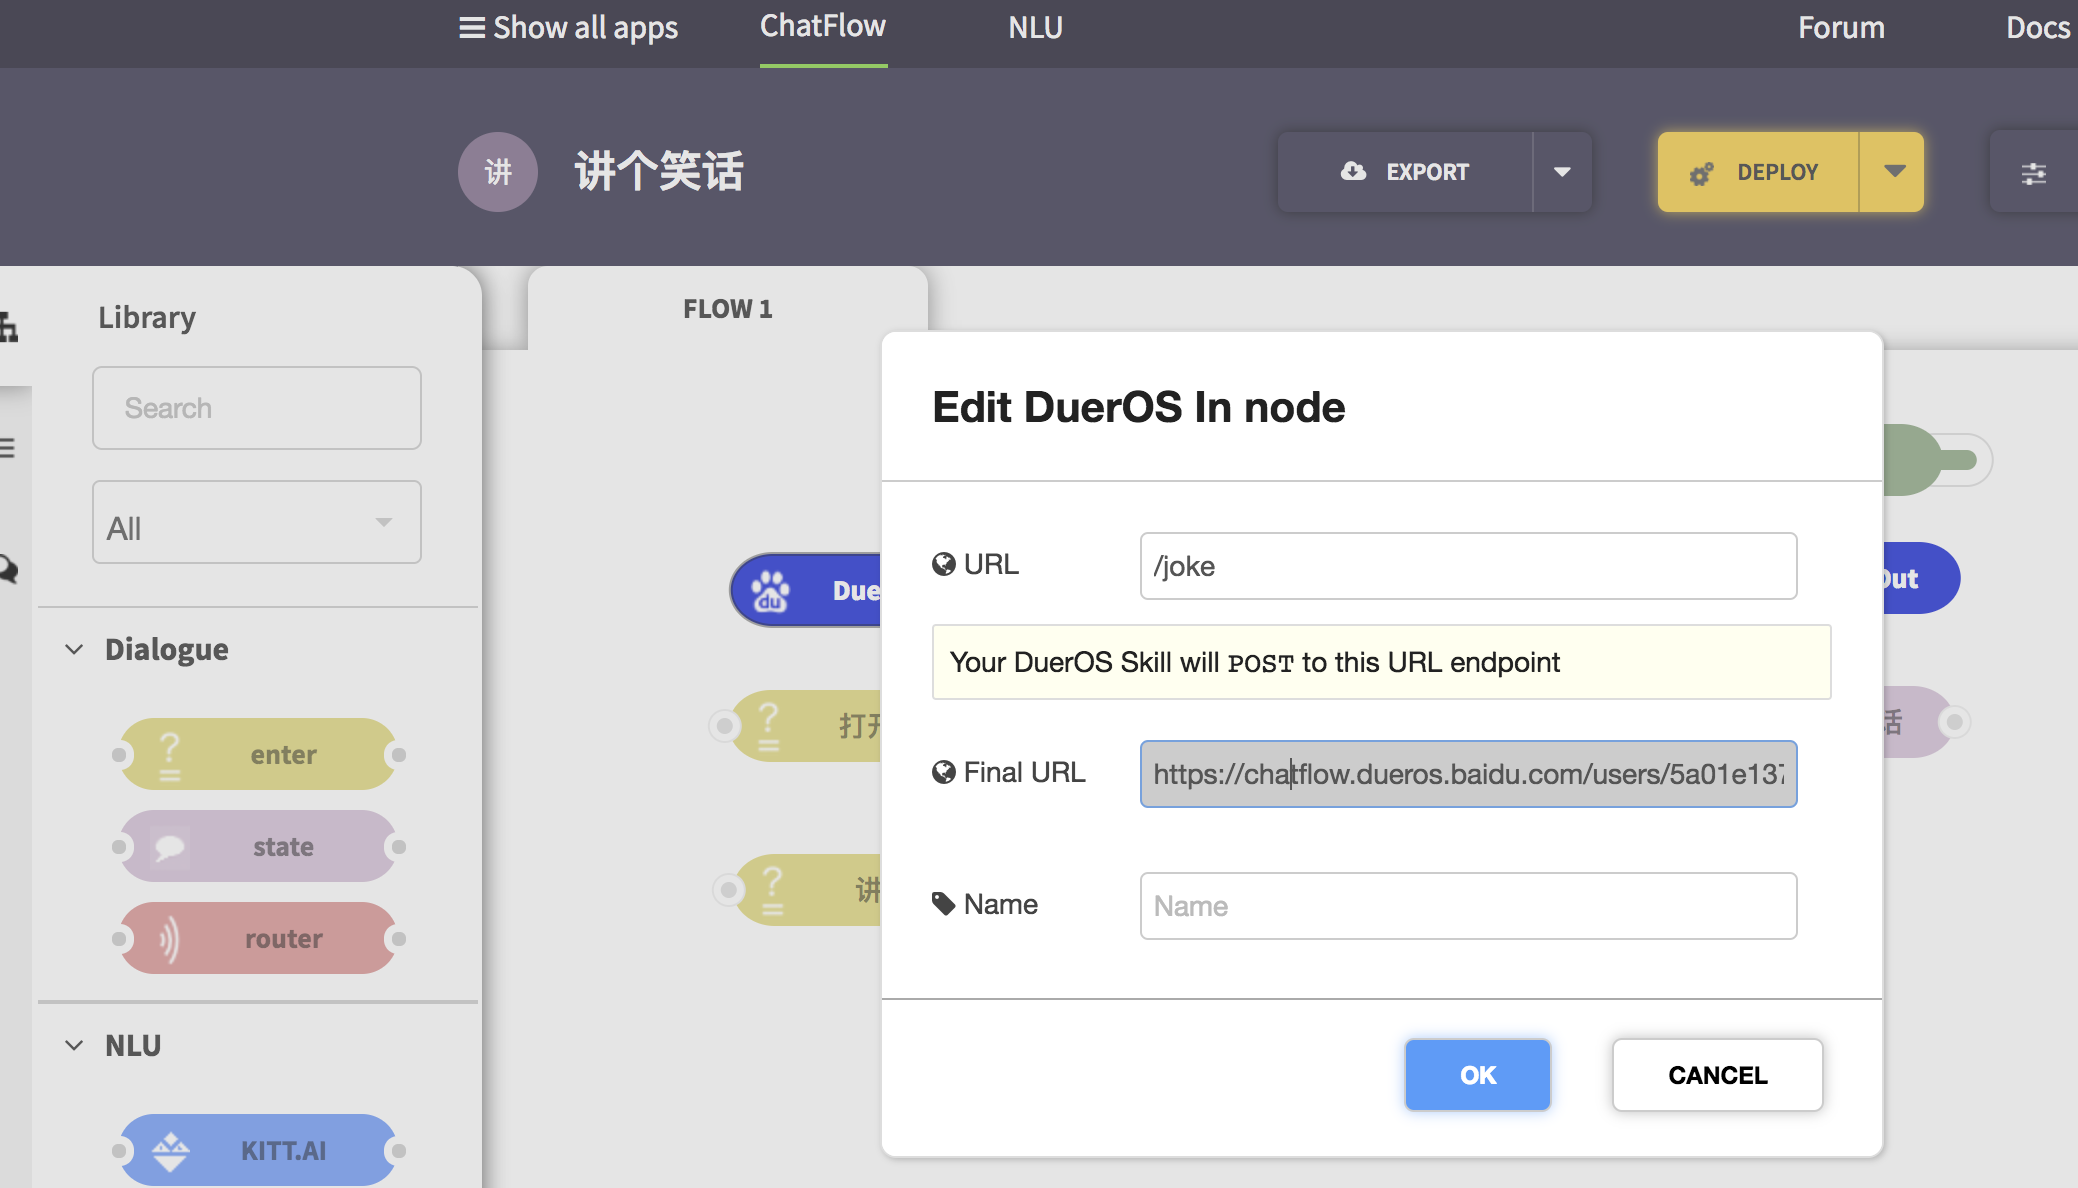 Show all apps
ChatFlow
NLU
Forum
Docs
讲
讲个笑话
EXPORT
DEPLOY
Library
Search
All
Dialogue
enter
state
router
NLU
KITT.AI
FLOW 1
du
Due
打开
讲
Out
话
Edit DuerOS In node
URL
/joke
Your DuerOS Skill will POST to this URL endpoint
Final URL
https://chatflow.dueros.baidu.com/users/5a01e137
Name
Name
OK
CANCEL